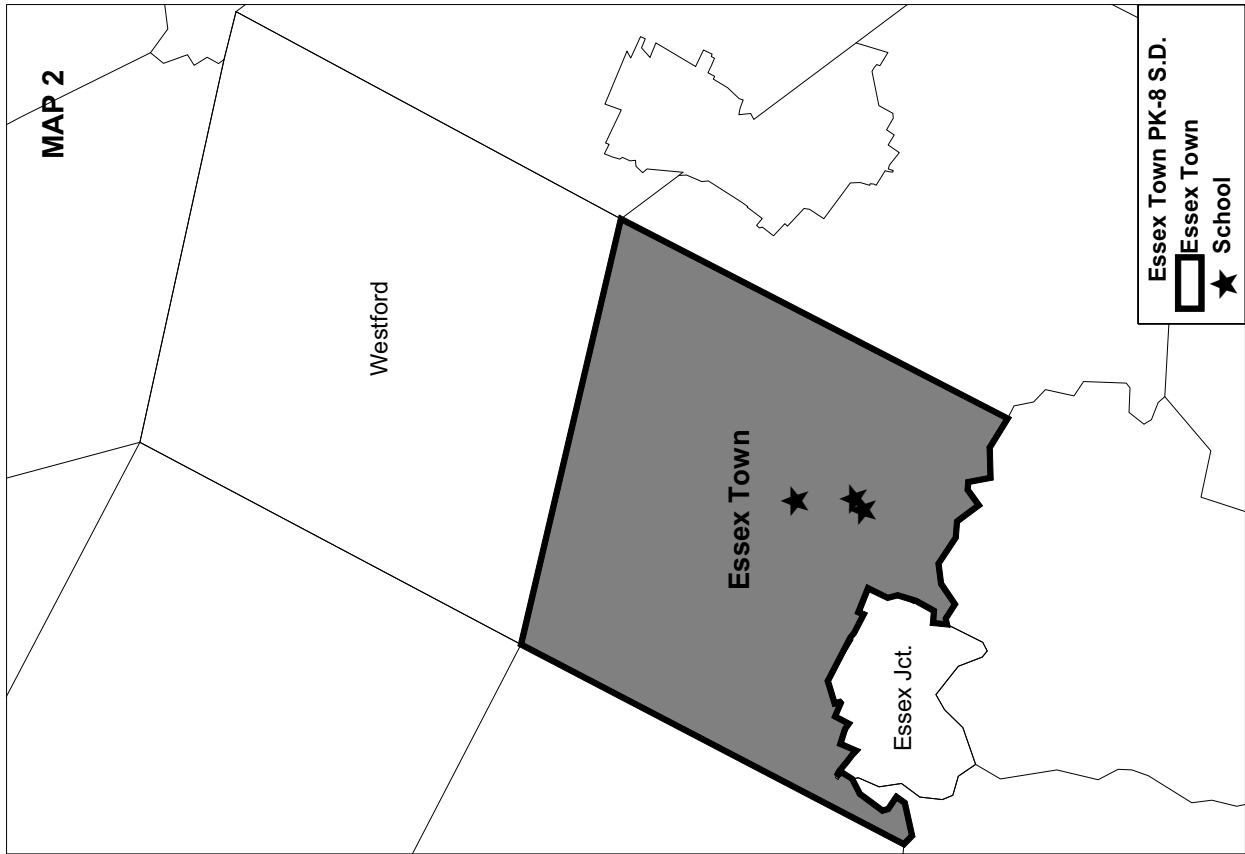 MAP 2
Westford
Essex Town
Essex Jct.
Essex Town PK-8 S.D.
Essex Town
School